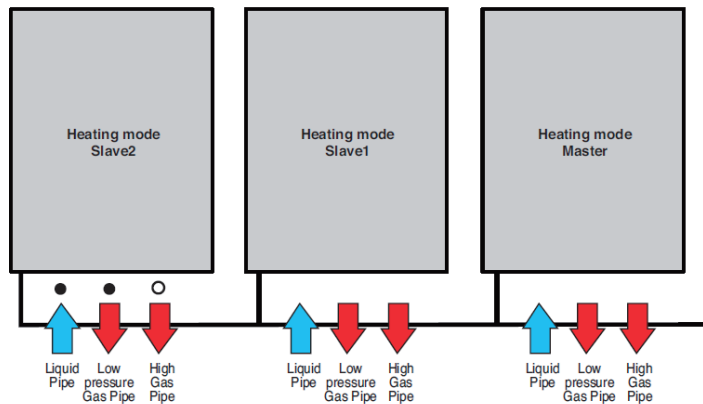 Heating mode
Slave2
Heating mode
Slave1
Heating mode
Master
Liquid
Pipe
Low
pressure
Gas Pipe
High
Gas
Pipe
Liquid
Pipe
Low
pressure
Gas Pipe
High
Gas
Pipe
Liquid
Pipe
Low
pressure
Gas Pipe
High
Gas
Pipe